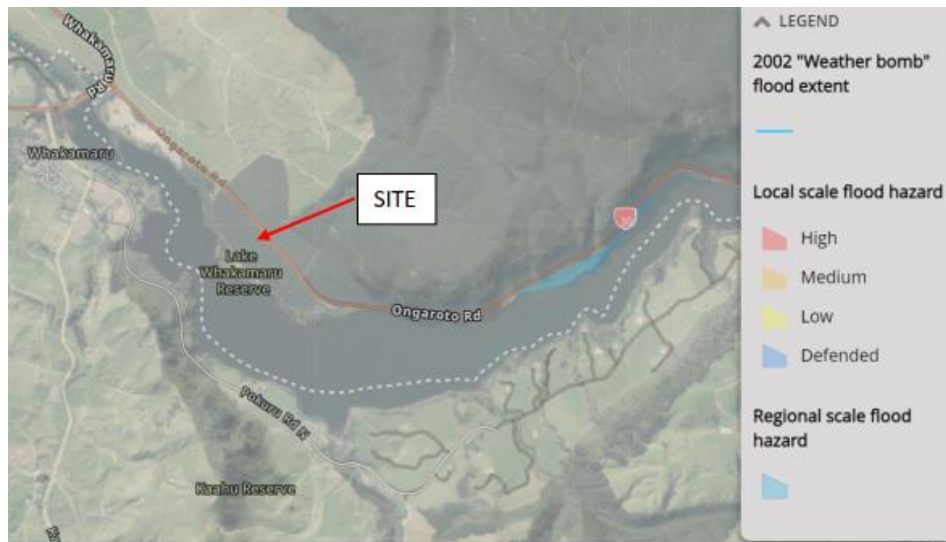 Whakamaru
Rd
Ongaroto Rd
Whakamaru
SITE
Lake
Whakamaru
Reserve
Ongaroto Rd
Pokuru Rd N
Kaahu Reserve
LEGEND
2002 "Weather bomb"
flood extent
Local scale flood hazard
High
Medium
Low
Defended
Regional scale flood
hazard